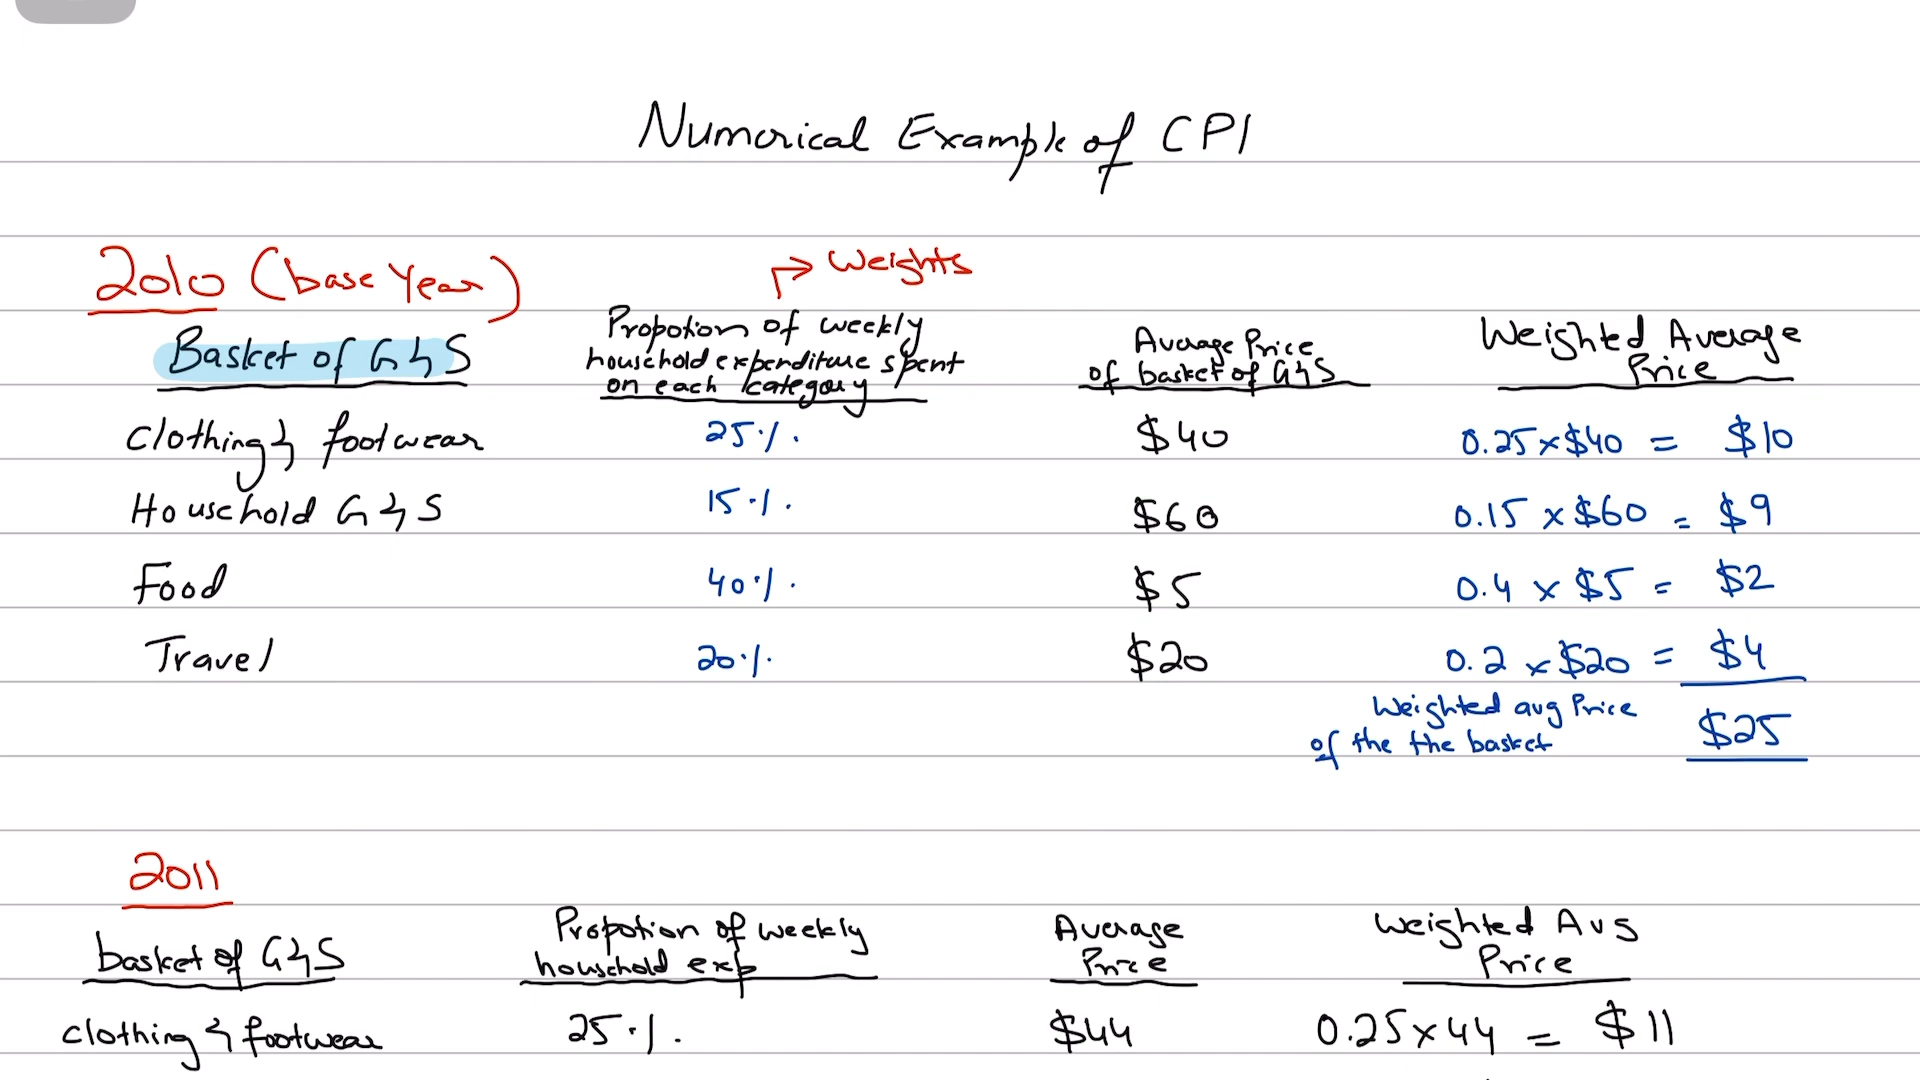 Numerical Example of CPI
2010 (base Year)
→ Weights
Basket of G & S
Propotion of weekly
household expenditure spent
on each category
Average Price
of basket of G&S
Weighted Average
Price
Clothing & footwear 25% $40 0.25 x $40 = $10
Household G & S 15% $60 0.15 x $60 = $9
Food 40% $5 0.4 x $5 = $2
Travel 20% $20 0.2 x $20 = $4
Weighted avg Price
of the the basket $25
2011
basket of G&S
Propotion of weekly
household exp
Average
Price
Weighted Avg
Price
clothing & footwear 25% $44 0.25 x 44 = $11